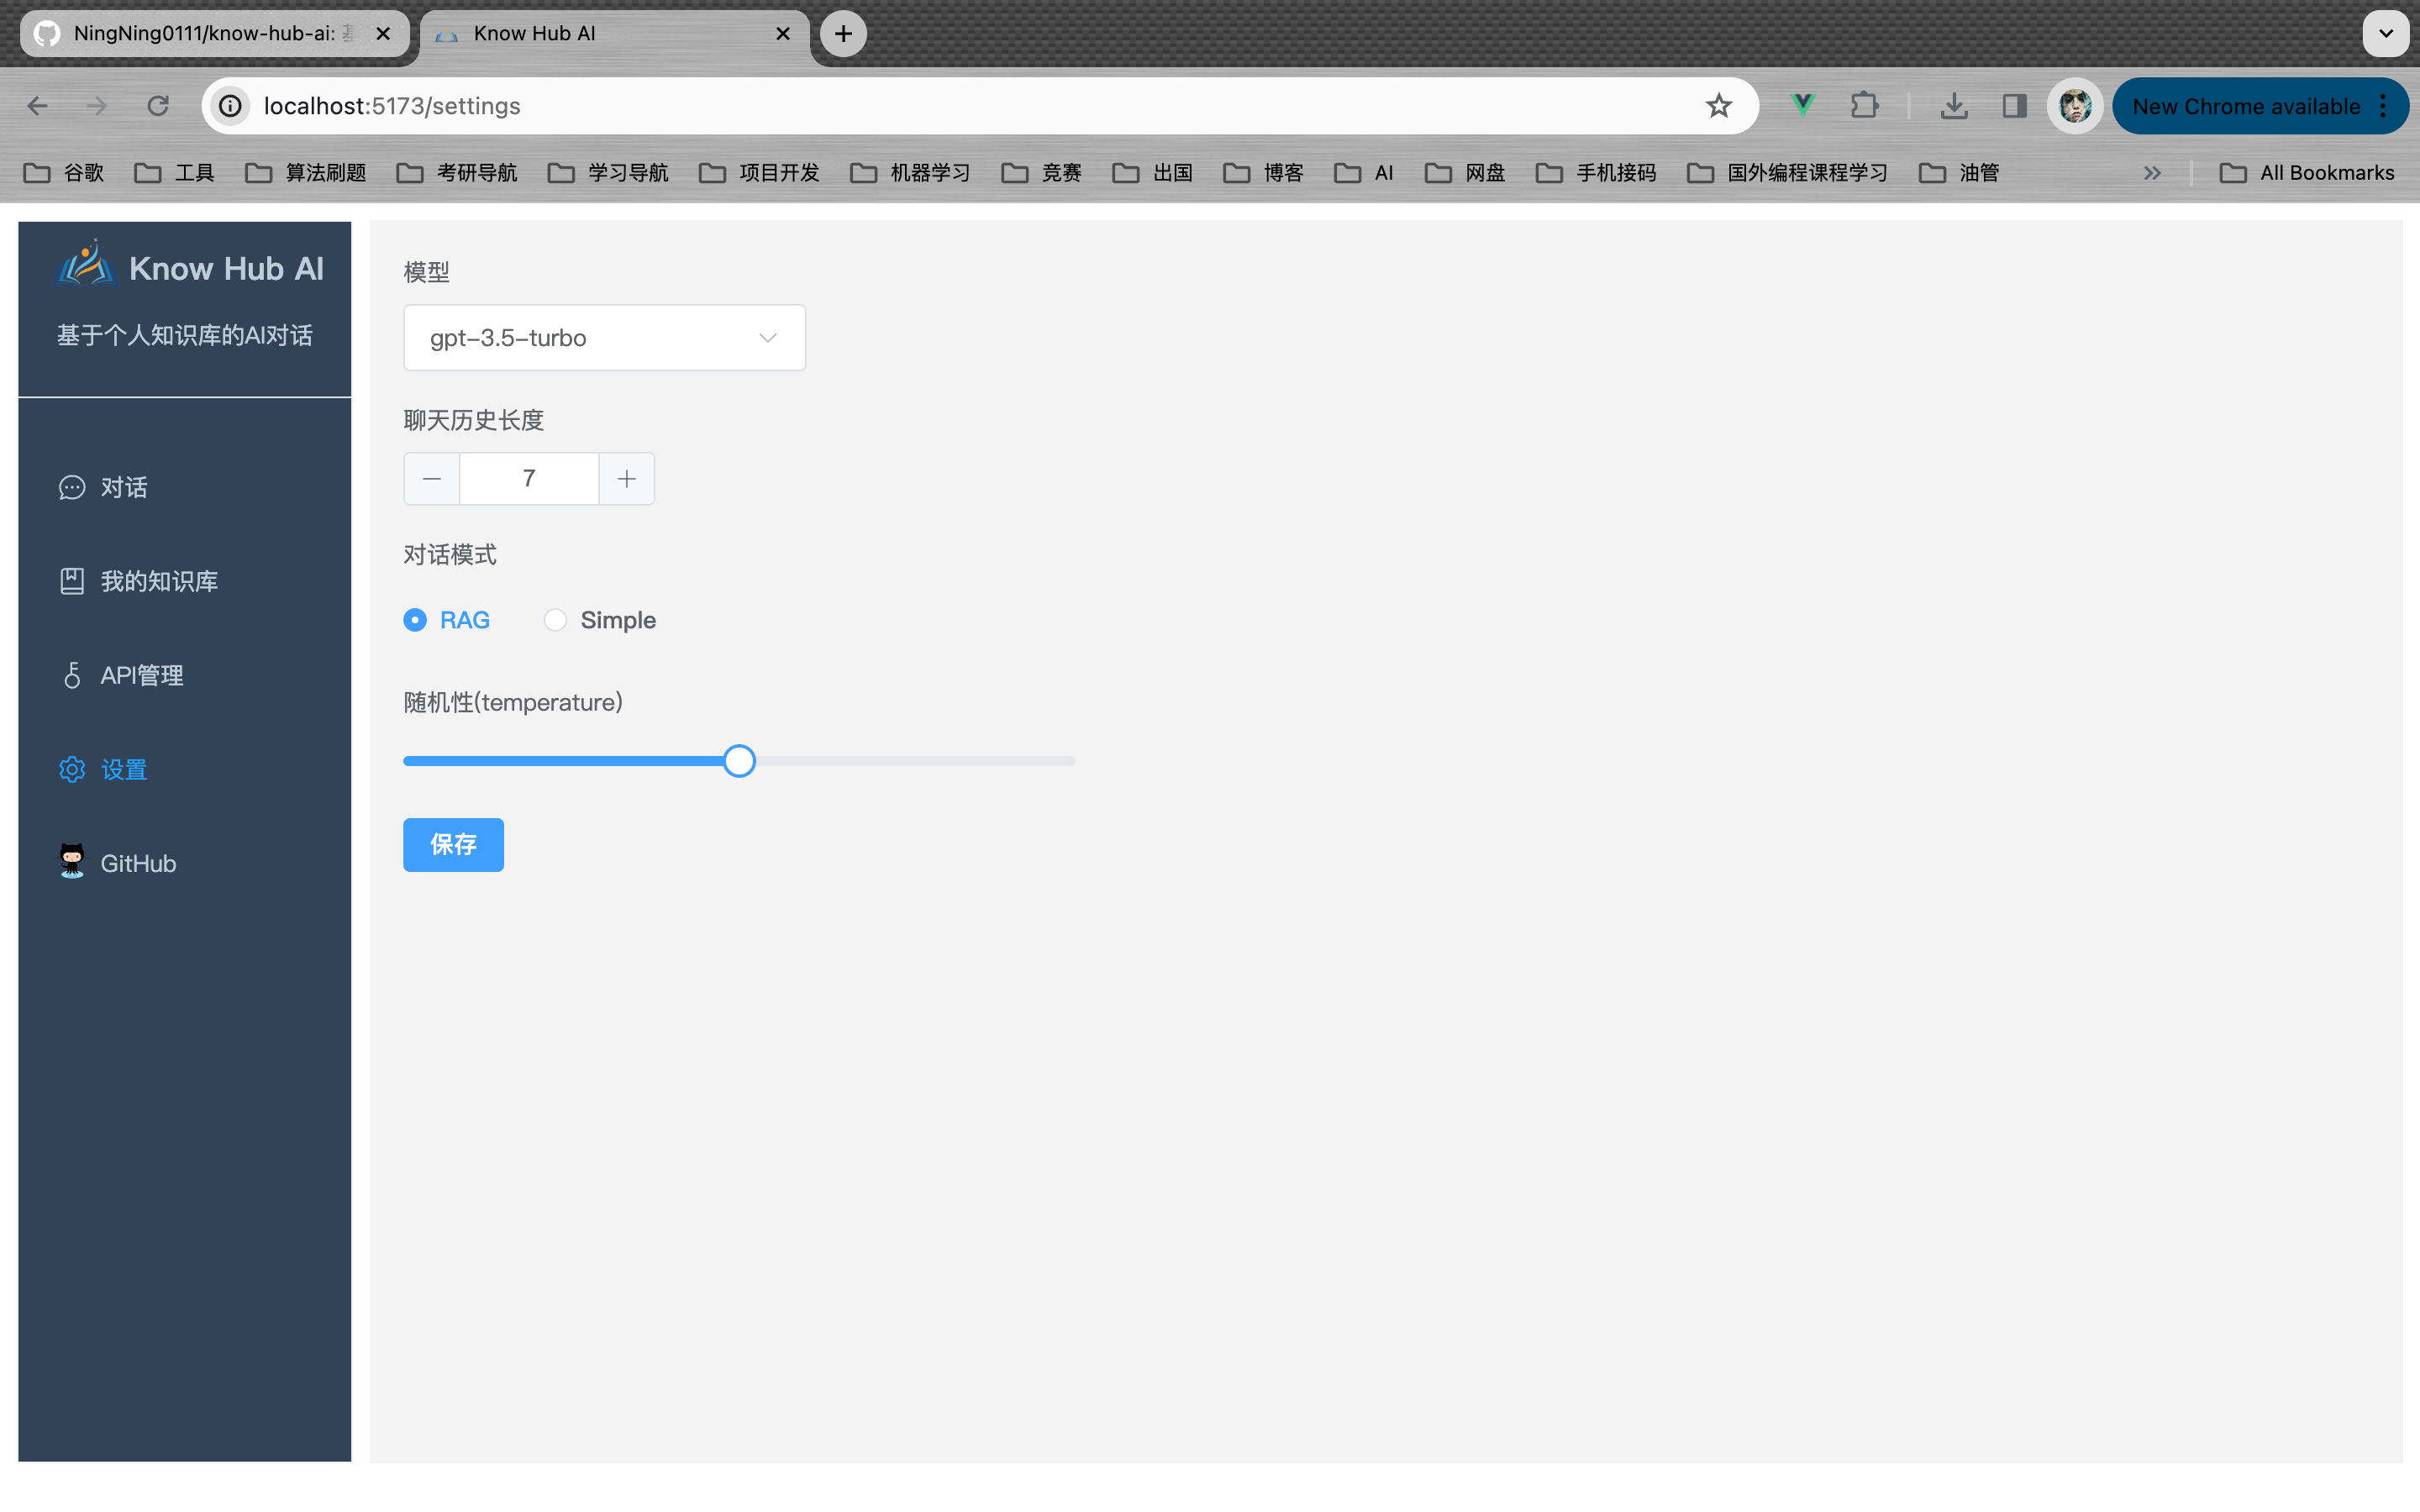 NingNing0111/know-hub-ai:
Know Hub AI
localhost:5173/settings
New Chrome available
谷歌 工具 算法刷题 考研导航 学习导航 项目开发 机器学习 竞赛 出国 博客 AI 网盘 手机接码 国外编程课程学习 油管 All Bookmarks
Know Hub AI
基于个人知识库的AI对话
对话
我的知识库
API管理
设置
GitHub
模型
gpt-3.5-turbo
聊天历史长度
7
对话模式
RAG Simple
随机性(temperature)
保存